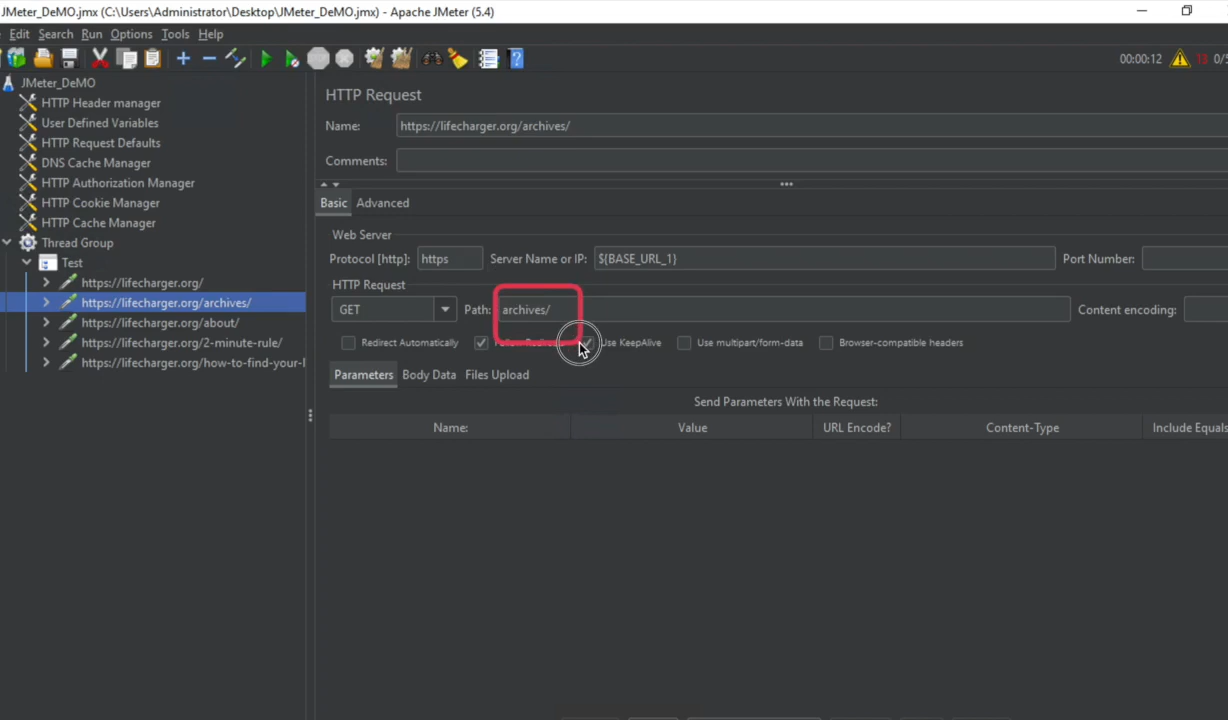 JMeter_DeMO.jmx (C:\Users\Administrator\Desktop\JMeter_DeMO.jmx) - Apache JMeter (5.4)
Edit Search Run Options Tools Help
00:00:12 13 0/5
JMeter_DeMO
HTTP Header manager
User Defined Variables
HTTP Request Defaults
DNS Cache Manager
HTTP Authorization Manager
HTTP Cookie Manager
HTTP Cache Manager
Thread Group
Test
https://lifecharger.org/
https://lifecharger.org/archives/
https://lifecharger.org/about/
https://lifecharger.org/2-minute-rule/
https://lifecharger.org/how-to-find-your-l
HTTP Request
Name: https://lifecharger.org/archives/
Comments:
Basic Advanced
Web Server
Protocol [http]: https Server Name or IP: ${BASE_URL_1} Port Number:
HTTP Request
GET Path: archives/ Content encoding:
Redirect Automatically Follow Redirects Use KeepAlive Use multipart/form-data Browser-compatible headers
Parameters Body Data Files Upload
Send Parameters With the Request:
Name: Value URL Encode? Content-Type Include Equals